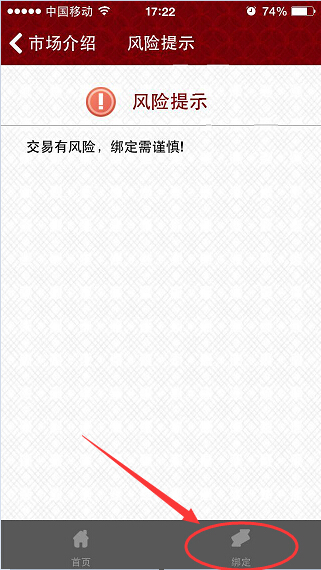 中国移动 17:22 74%
市场介绍 风险提示
风险提示
交易有风险，绑定需谨慎!
首页 绑定